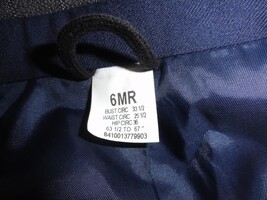 6MR
BUST CIRC 33 1/2
WAIST CIRC 25 1/2
HIP CIRC 36
63 1/2 TO 67"
8410013779903